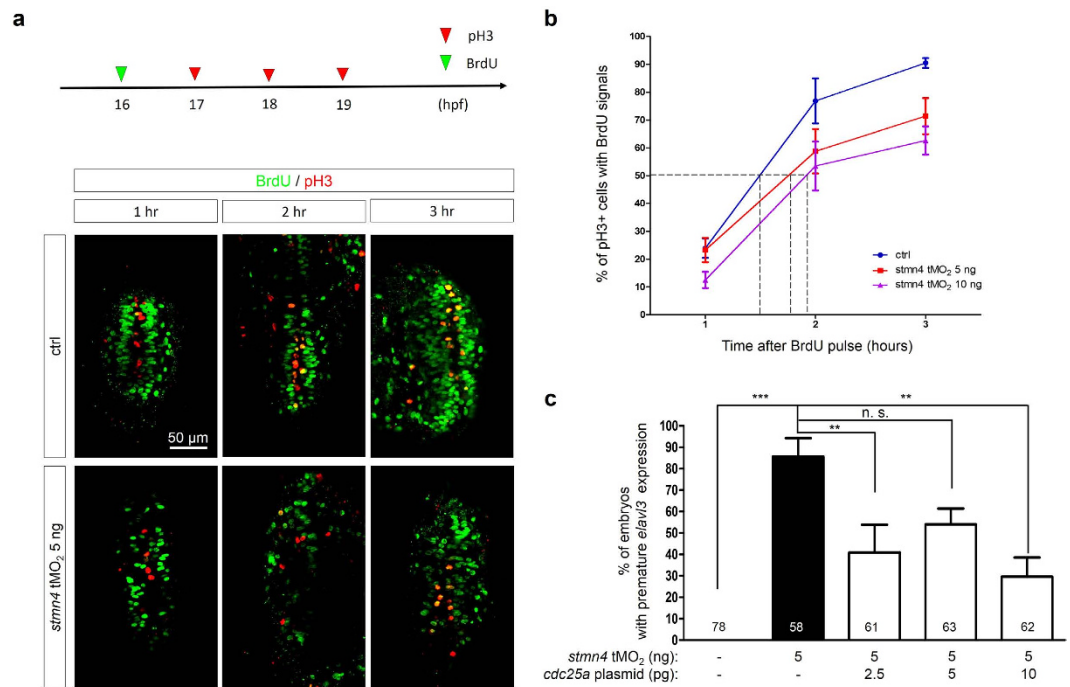 a
pH3
BrdU
16 17 18 19 (hpf)
BrdU / pH3
1 hr 2 hr 3 hr
ctrl
50 µm
stmn4 tMO₂ 5 ng
b
% of pH3+ cells with BrdU signals
100
90
80
70
60
50
40
30
20
10
0
1 2 3
Time after BrdU pulse (hours)
ctrl
stmn4 tMO₂ 5 ng
stmn4 tMO₂ 10 ng
c
*** **
n. s.
**
% of embryos
with premature elavl3 expression
100
90
80
70
60
50
40
30
20
10
0
78 58 61 63 62
stmn4 tMO₂ (ng): - 5 5 5 5
cdc25a plasmid (pg): - - 2.5 5 10